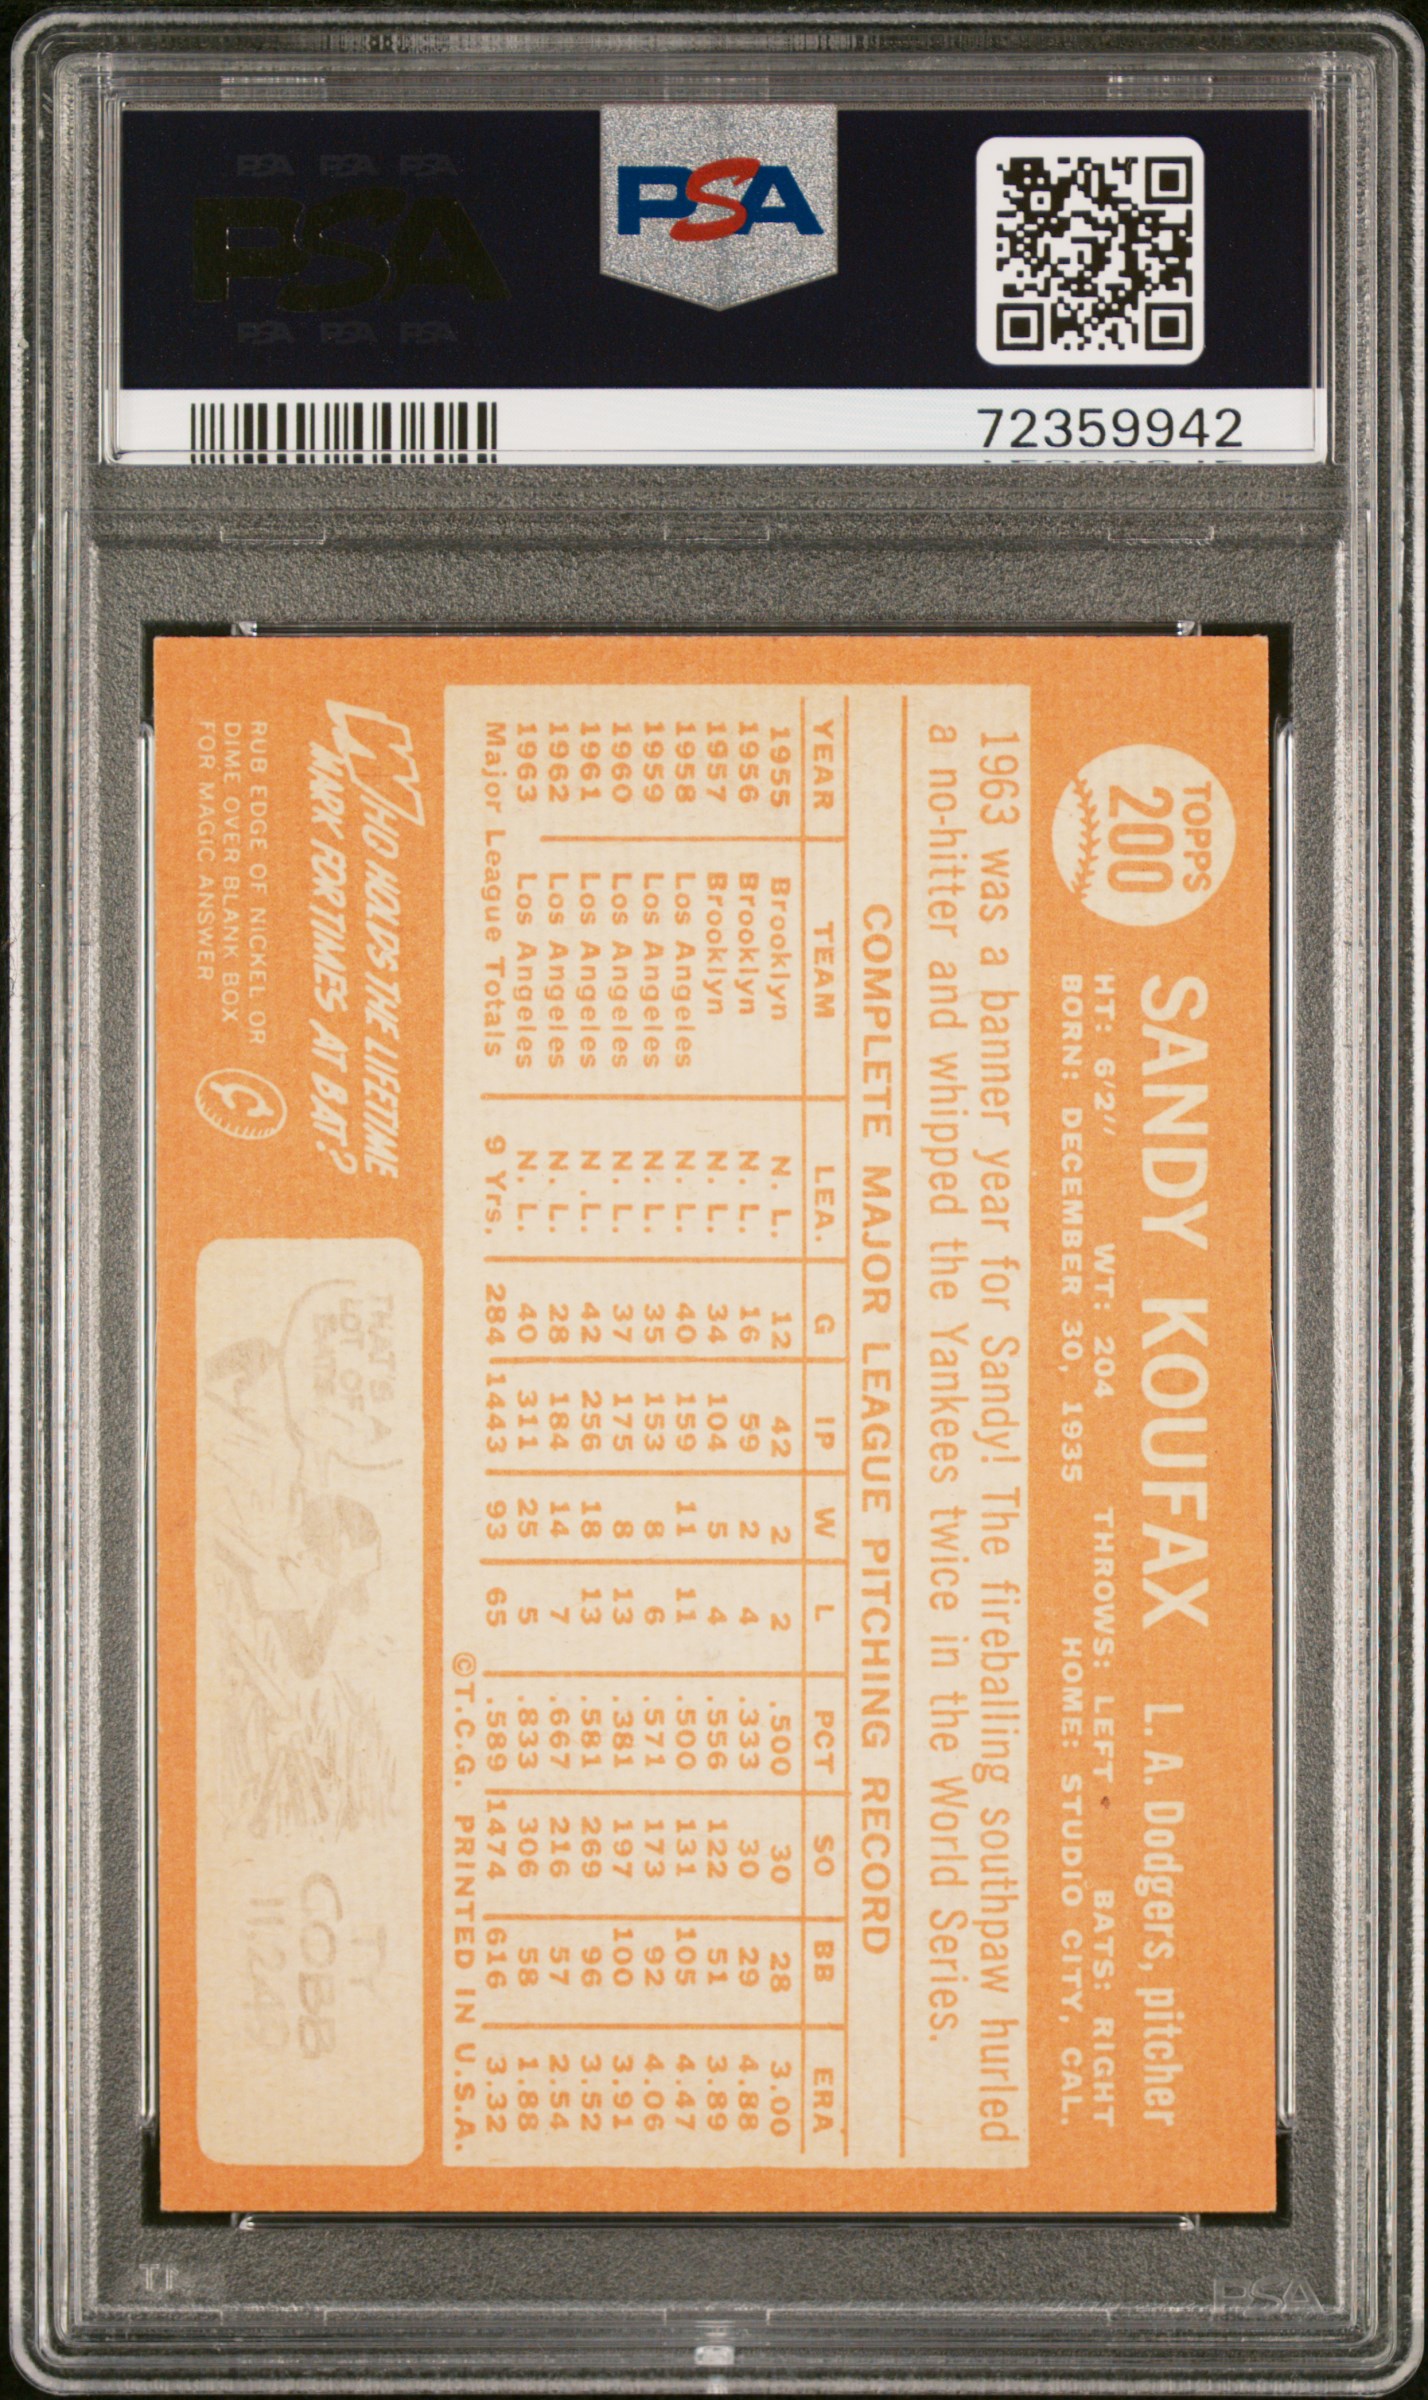 PSA PSA PSA
PSA
PSA PSA PSA
PSA
72359942
TOPPS
200
SANDY KOUFAX L. A. Dodgers, pitcher
HT: 6'2" WT: 204 THROWS: LEFT BATS: RIGHT
BORN: DECEMBER 30, 1935 HOME: STUDIO CITY, CAL.
1963 was a banner year for Sandy! The fireballing southpaw hurled
a no-hitter and whipped the Yankees twice in the World Series.
COMPLETE MAJOR LEAGUE PITCHING RECORD
YEAR TEAM LEA. G IP W L PCT SO BB ERA
1955 Brooklyn N. L. 12 42 2 2 .500 30 28 3.00
1956 Brooklyn N. L. 16 59 2 4 .333 30 29 4.88
1957 Brooklyn N. L. 34 104 5 4 .556 122 51 3.89
1958 Los Angeles N. L. 40 159 11 11 .500 131 105 4.47
1959 Los Angeles N. L. 35 153 8 6 .571 173 92 4.06
1960 Los Angeles N. L. 37 175 8 13 .381 197 100 3.91
1961 Los Angeles N. L. 42 256 18 13 .581 269 96 3.52
1962 Los Angeles N. L. 28 184 14 7 .667 216 57 2.54
1963 Los Angeles N. L. 40 311 25 5 .833 306 58 1.88
Major League Totals 9 Yrs. 284 1443 93 65 .589 1474 616 3.32
©T.C.G. PRINTED IN U.S.A.
WHO HOLDS THE LIFETIME
MARK FOR TIMES AT BAT?
RUB EDGE OF NICKEL OR
DIME OVER BLANK BOX
FOR MAGIC ANSWER
C
THAT'S A
LOT OF
BATS
TY
COBB
11,249
PSA